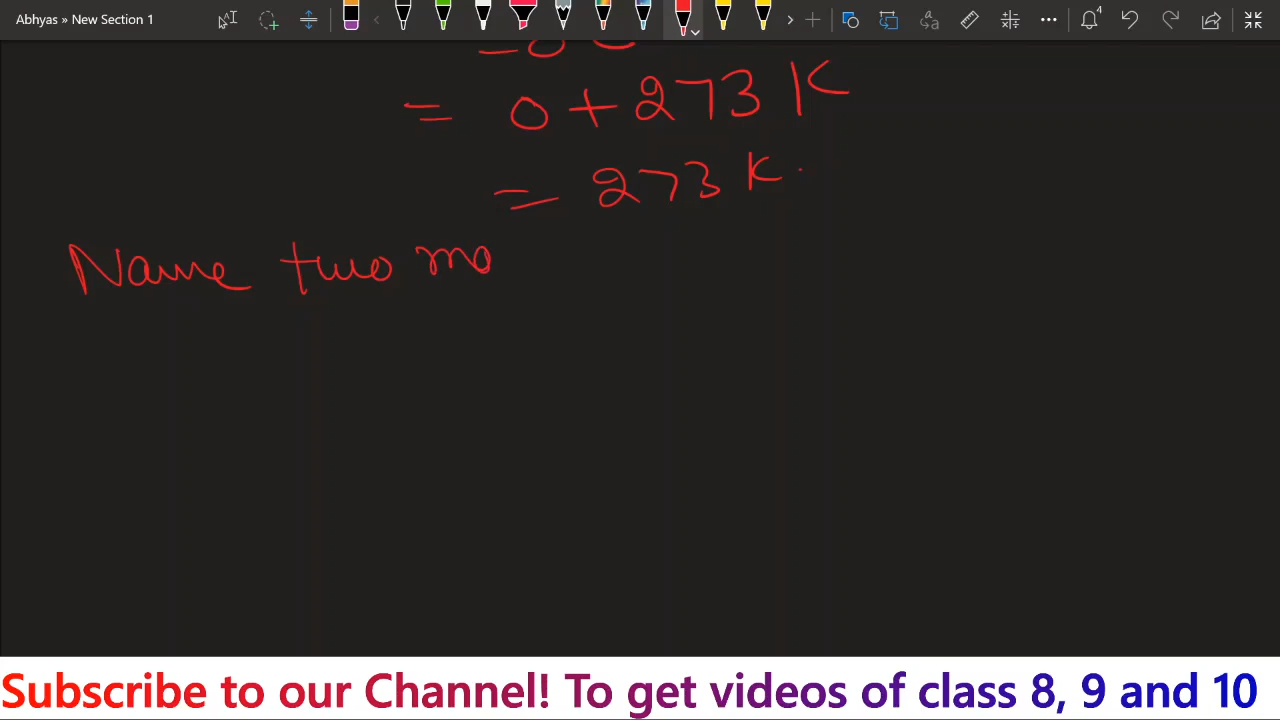 Abhyas » New Section 1
4
= 0 + 273 K
= 273 K.
Name two mo
Subscribe to our Channel! To get videos of class 8, 9 and 10